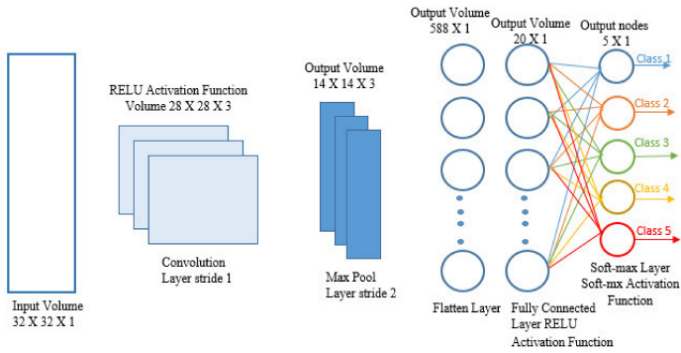 Input Volume
32 X 32 X 1
RELU Activation Function
Volume 28 X 28 X 3
Convolution
Layer stride 1
Output Volume
14 X 14 X 3
Max Pool
Layer stride 2
Output Volume
588 X 1
Flatten Layer
Output Volume
20 X 1
Fully Connected
Layer RELU
Activation Function
Output nodes
5 X 1
Class 1
Class 2
Class 3
Class 4
Class 5
Soft-max Layer
Soft-mx Activation
Function